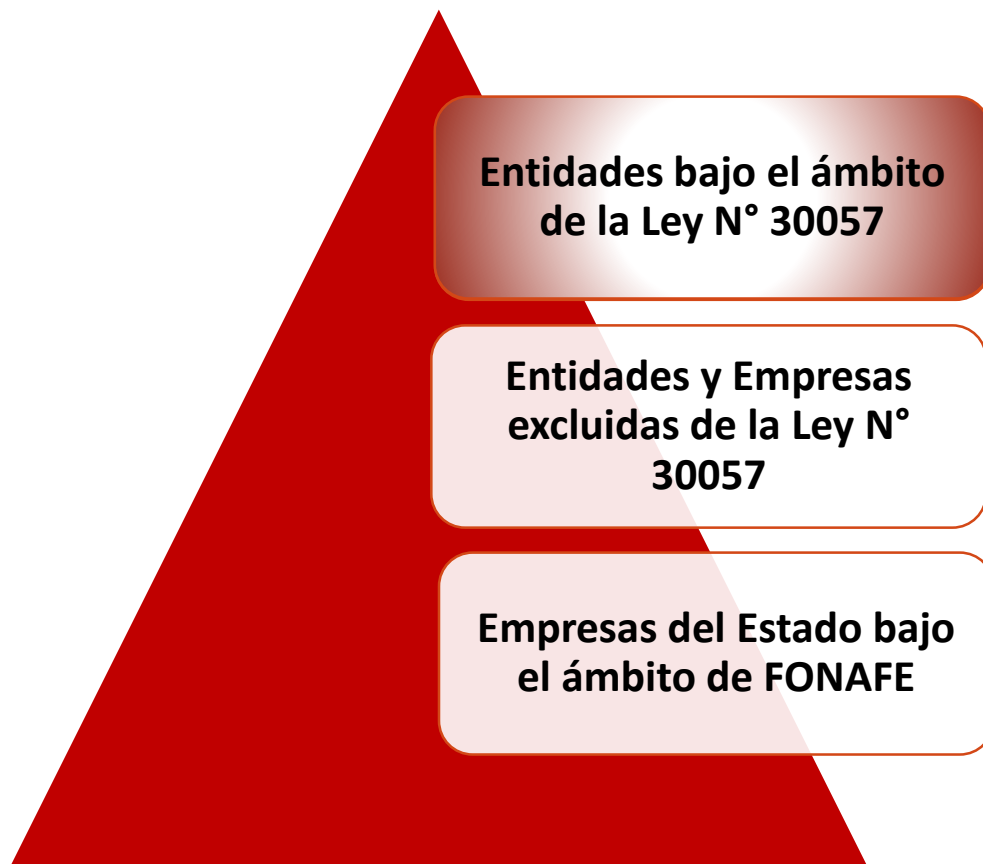 Entidades bajo el ámbito
de la Ley N° 30057
Entidades y Empresas
excluidas de la Ley N°
30057
Empresas del Estado bajo
el ámbito de FONAFE